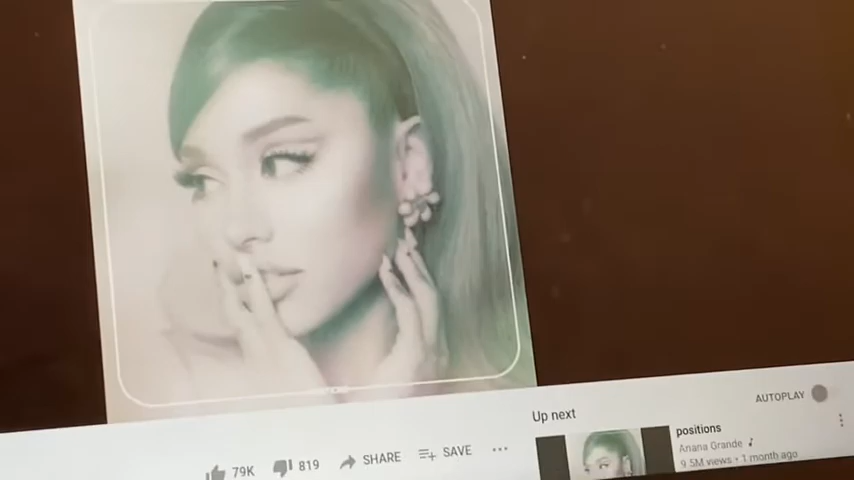 Up next
AUTOPLAY
79K
819
SHARE
SAVE
positions
Ariana Grande
9.5M views • 1 month ago